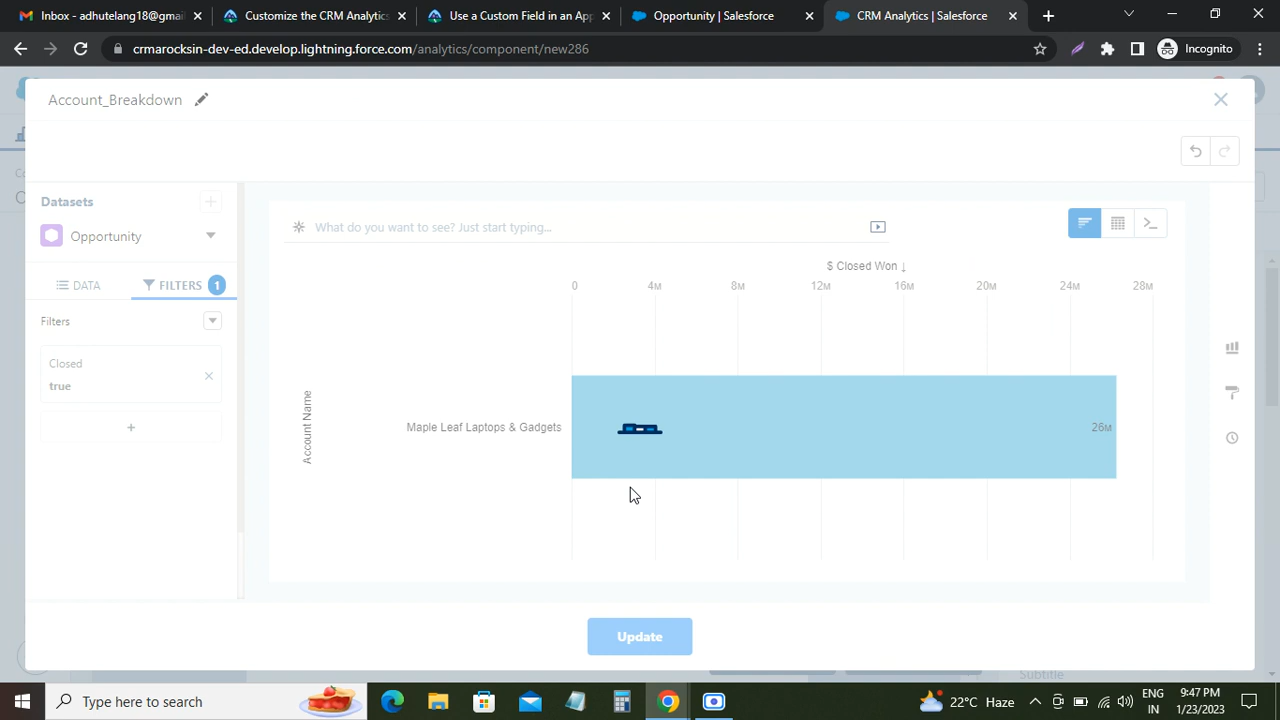 Inbox - adhutelang18@gmai
Customize the CRM Analytics
Use a Custom Field in an App
Opportunity | Salesforce
CRM Analytics | Salesforce
crmarocksin-dev-ed.develop.lightning.force.com/analytics/component/new286
Incognito
Account_Breakdown
Datasets
Opportunity
DATA
FILTERS 1
Filters
Closed
true
What do you want to see? Just start typing...
$ Closed Won ↓
0 4M 8M 12M 16M 20M 24M 28M
Account Name
Maple Leaf Laptops & Gadgets
26M
Update
Subtitle
Type here to search
22°C Haze
ENG
IN
9:47 PM
1/23/2023